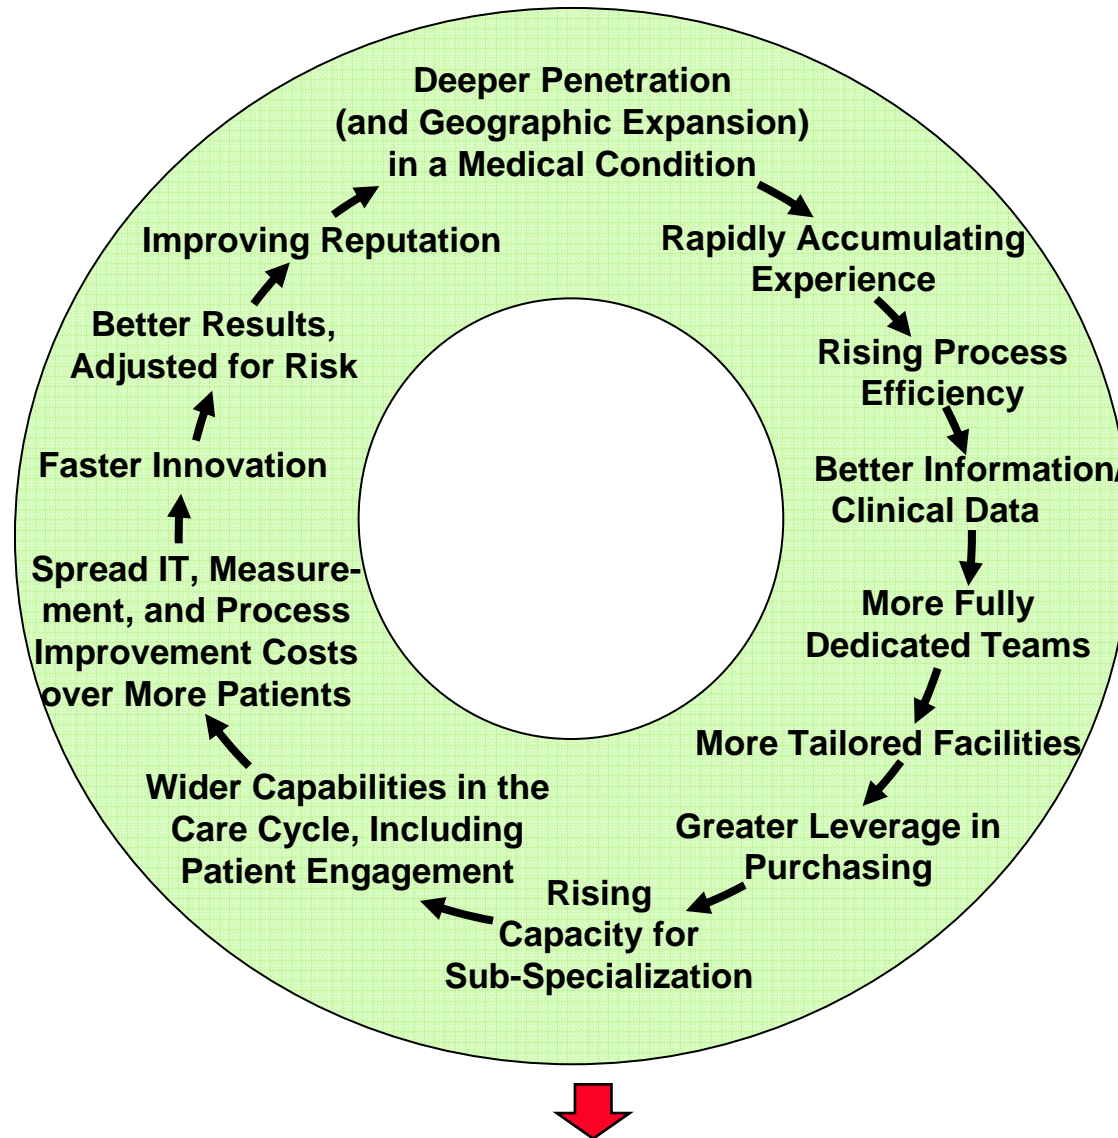 Deeper Penetration
(and Geographic Expansion)
in a Medical Condition
Rapidly Accumulating
Experience
Rising Process
Efficiency
Better Information/
Clinical Data
More Fully
Dedicated Teams
More Tailored Facilities
Greater Leverage in
Purchasing
Rising
Capacity for
Sub-Specialization
Wider Capabilities in the
Care Cycle, Including
Patient Engagement
Spread IT, Measure-
ment, and Process
Improvement Costs
over More Patients
Faster Innovation
Better Results,
Adjusted for Risk
Improving Reputation